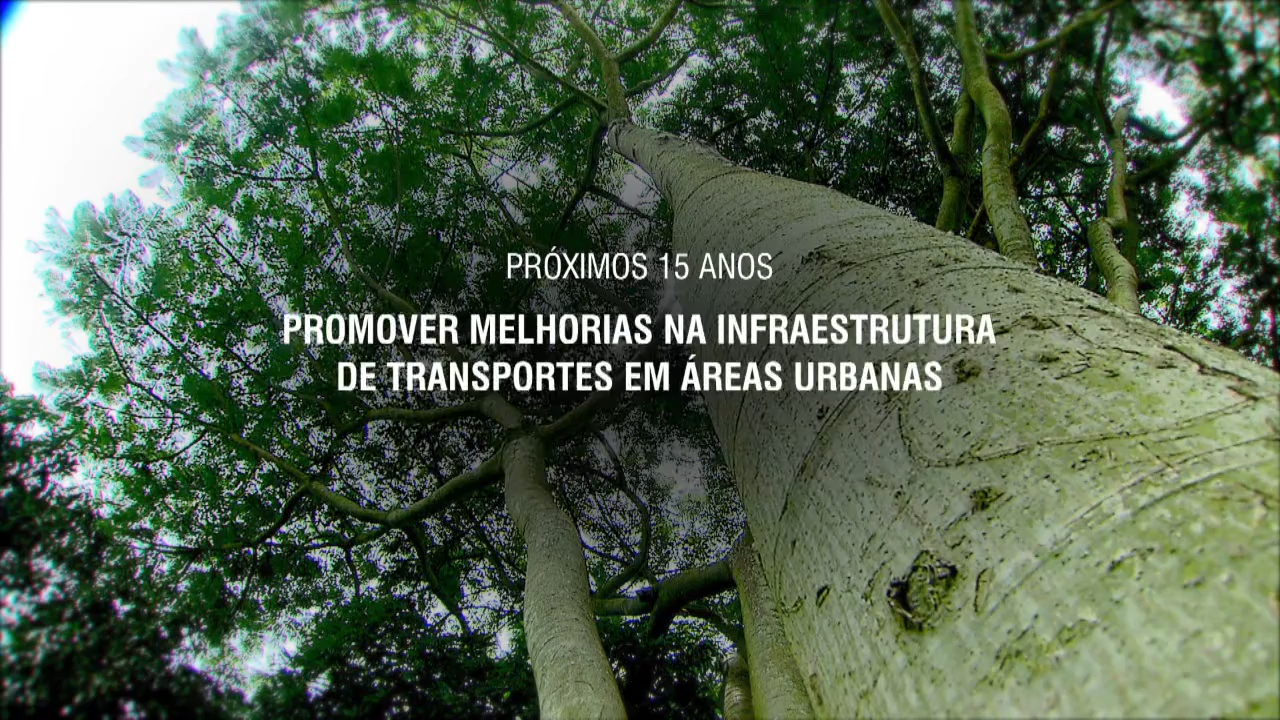 PRÓXIMOS 15 ANOS
PROMOVER MELHORIAS NA INFRAESTRUTURA
DE TRANSPORTES EM ÁREAS URBANAS